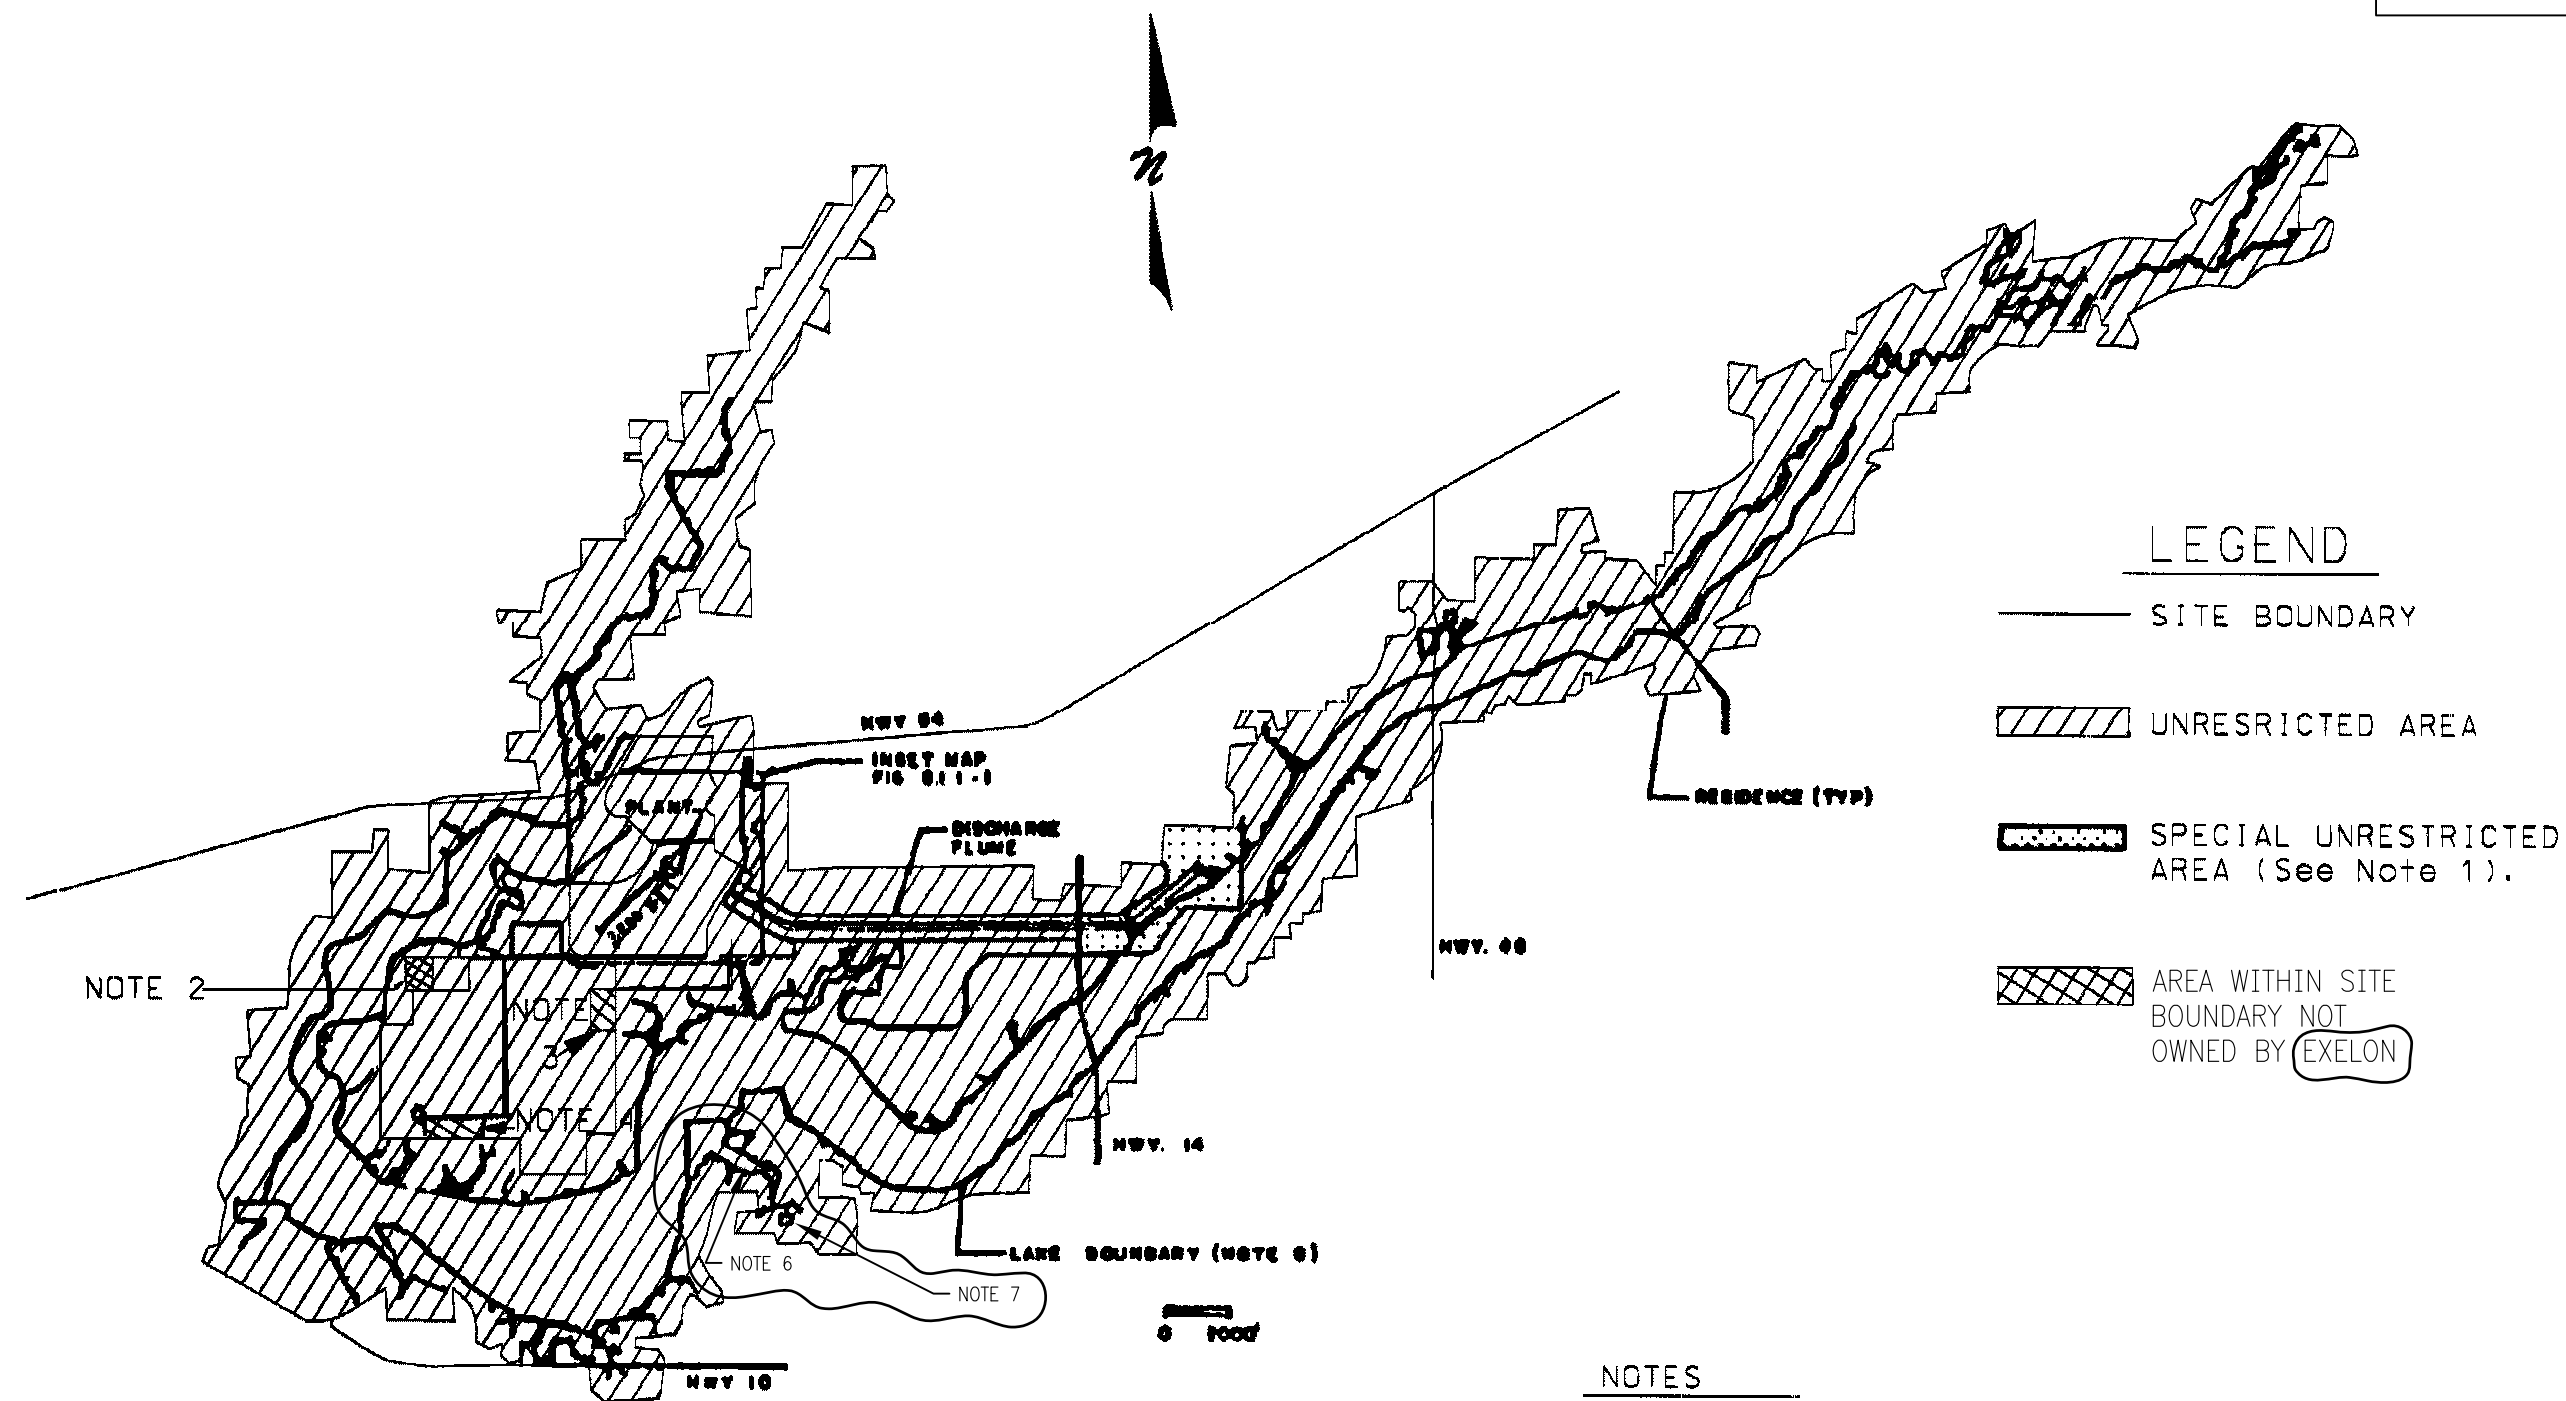 N
HWY 54
INSET MAP
PLANT
DISCHARGE
FLUME
RESIDENCE (TYP)
LEGEND
SITE BOUNDARY
UNRESRICTED AREA
SPECIAL UNRESTRICTED
AREA (See Note 1).
AREA WITHIN SITE
BOUNDARY NOT
OWNED BY EXELON
HWY. 48
NOTE 2
NOTE
3
NOTE 4
HWY. 14
LAKE BOUNDARY
NOTE 6
NOTE 7
0
HWY 10
NOTES